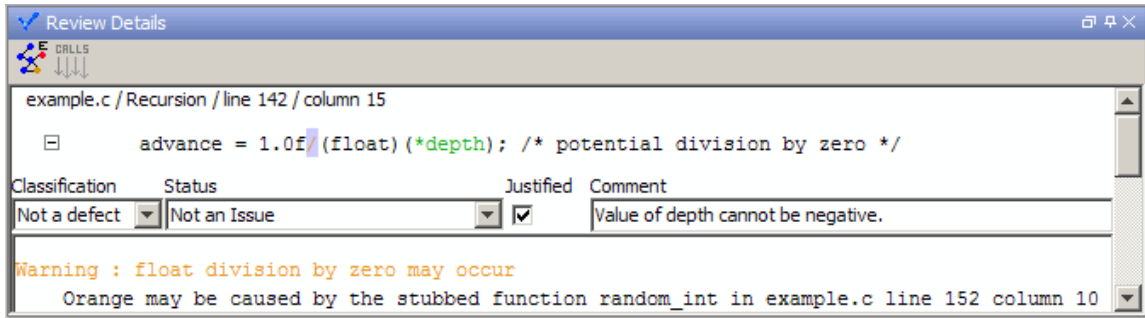 Review Details
E CALLS
example.c / Recursion / line 142 / column 15
advance = 1.0f/(float)(*depth); /* potential division by zero */
Classification Status Justified Comment
Not a defect Not an Issue Value of depth cannot be negative.
Warning : float division by zero may occur
Orange may be caused by the stubbed function random_int in example.c line 152 column 10